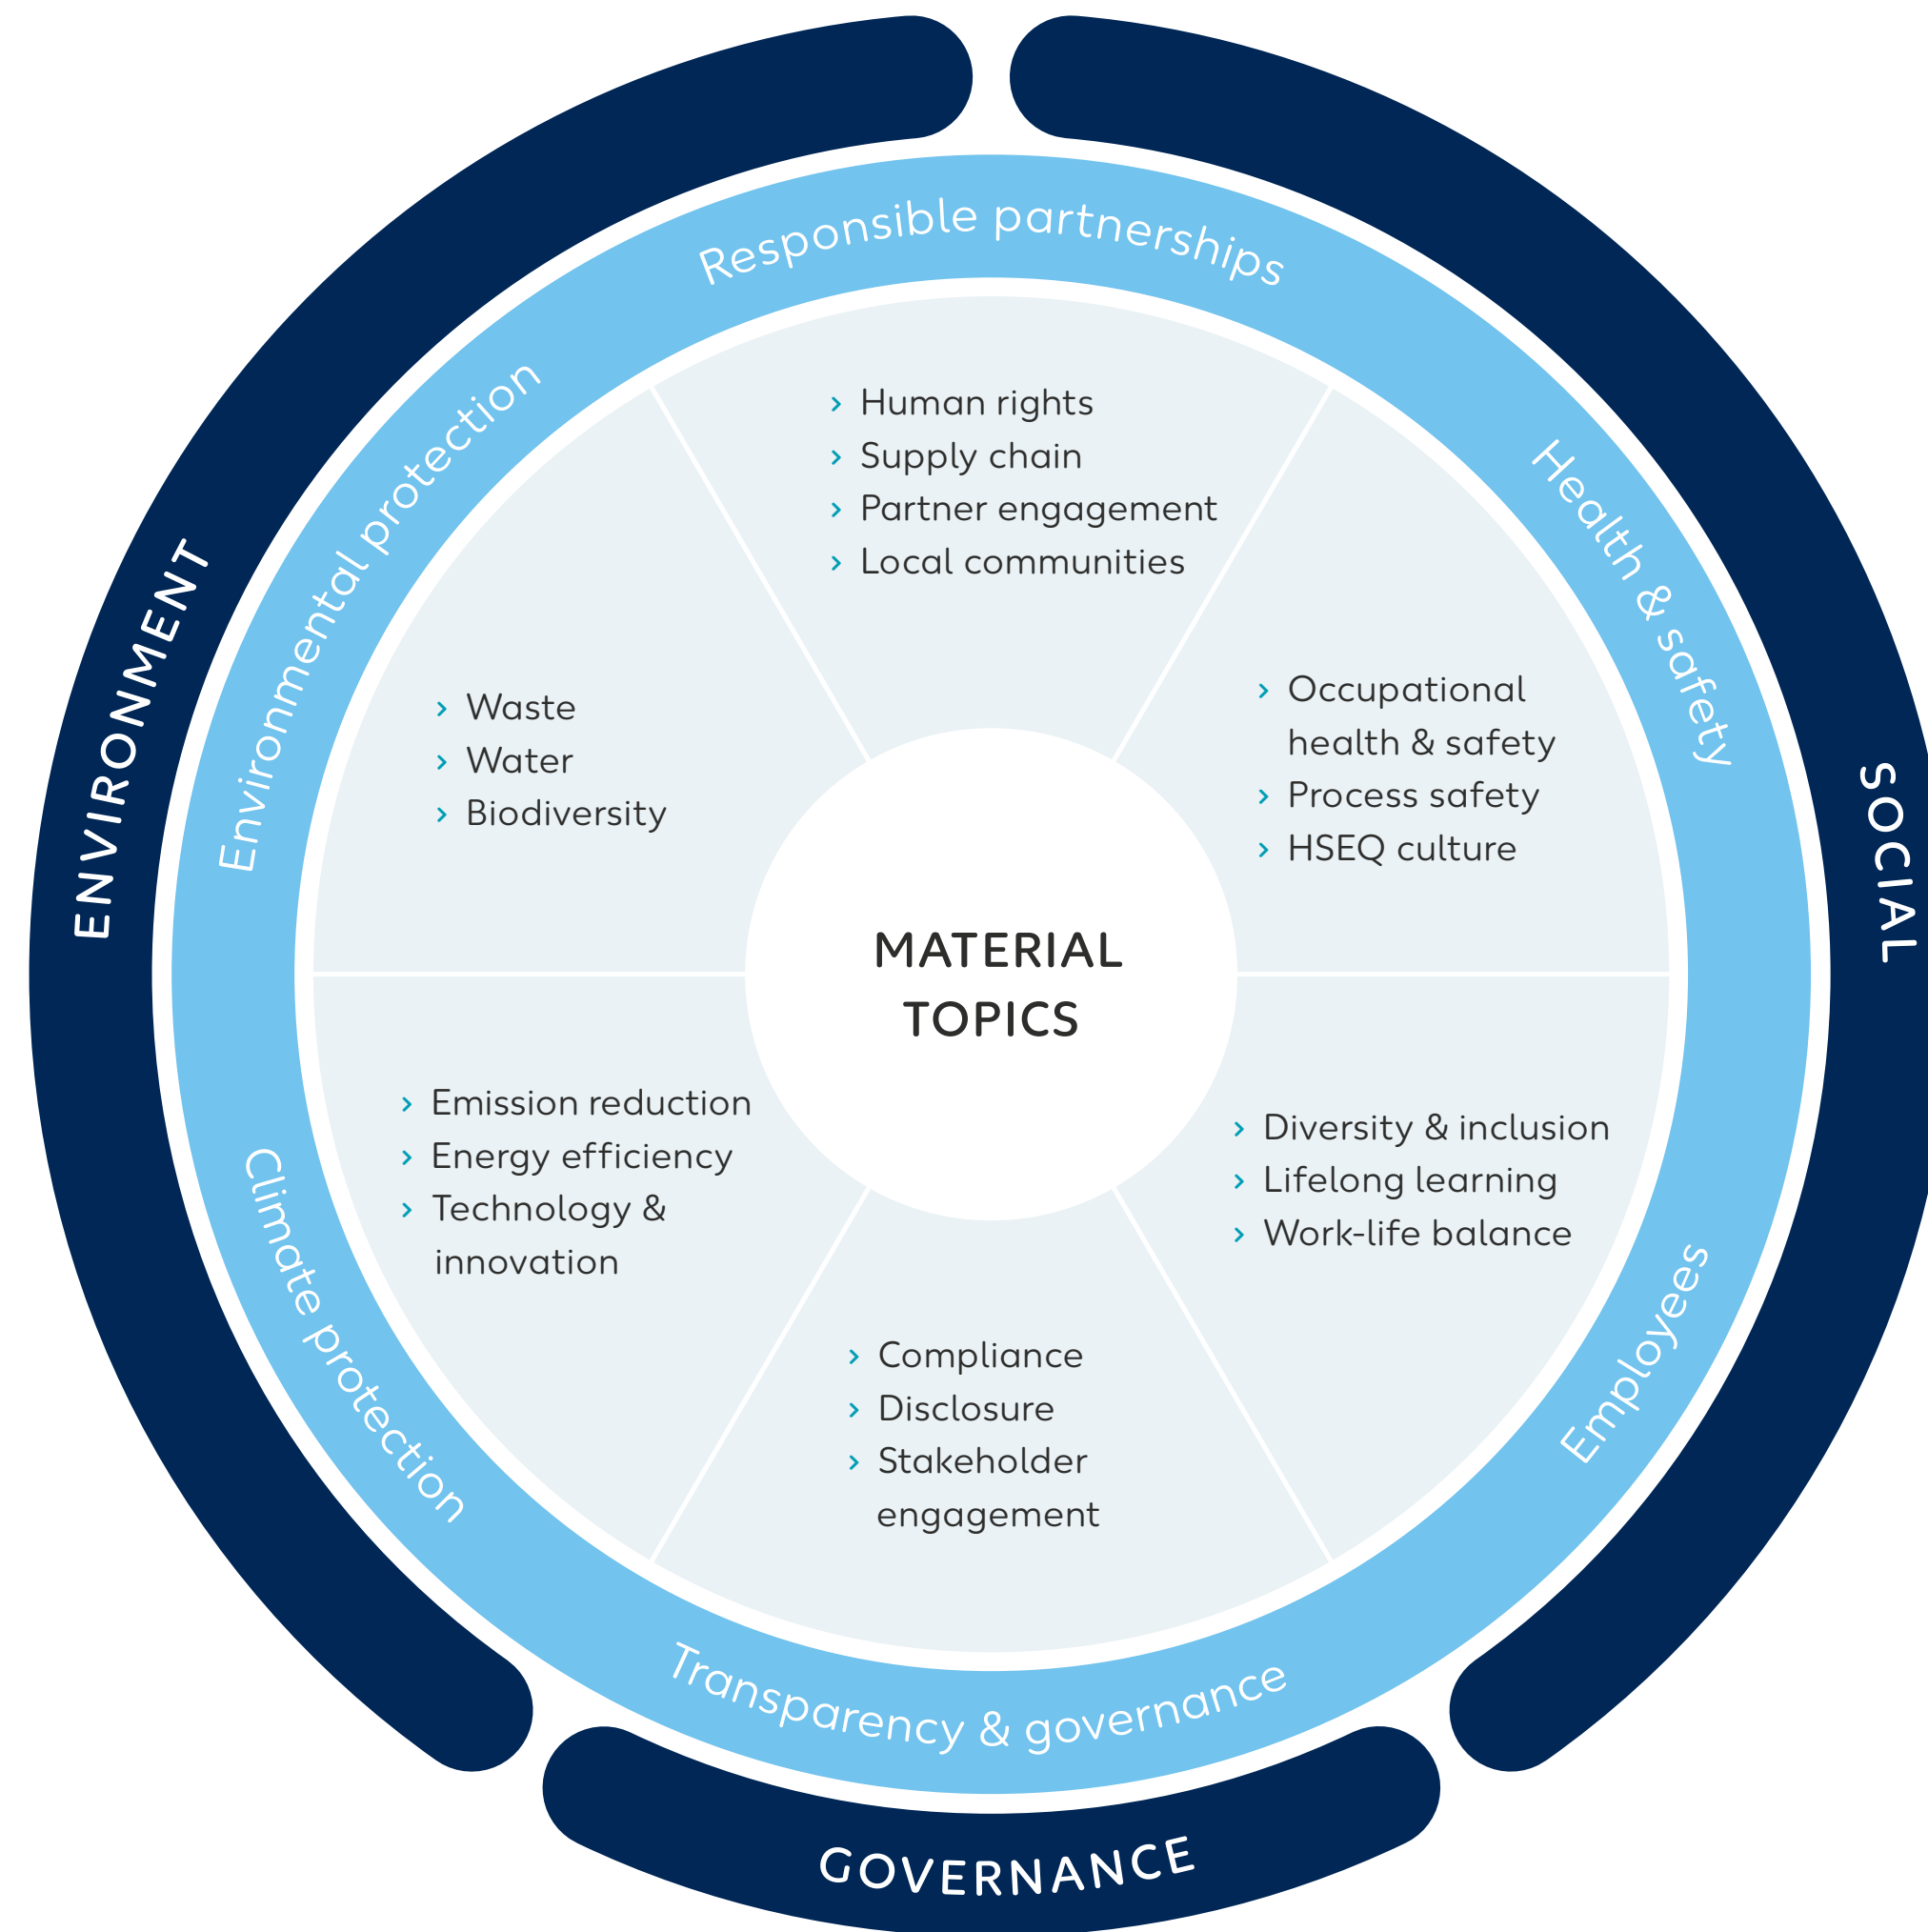 Responsible partnerships
Human rights
Supply chain
Partner engagement
Local communities
Health & safety
Occupational
health & safety
Process safety
HSEQ culture
SOCIAL
Employees
Diversity & inclusion
Lifelong learning
Work-life balance
Transparency & governance
Compliance
Disclosure
Stakeholder
engagement
GOVERNANCE
Climate protection
Emission reduction
Energy efficiency
Technology &
innovation
ENVIRONMENT
Environmental protection
Waste
Water
Biodiversity
MATERIAL
TOPICS